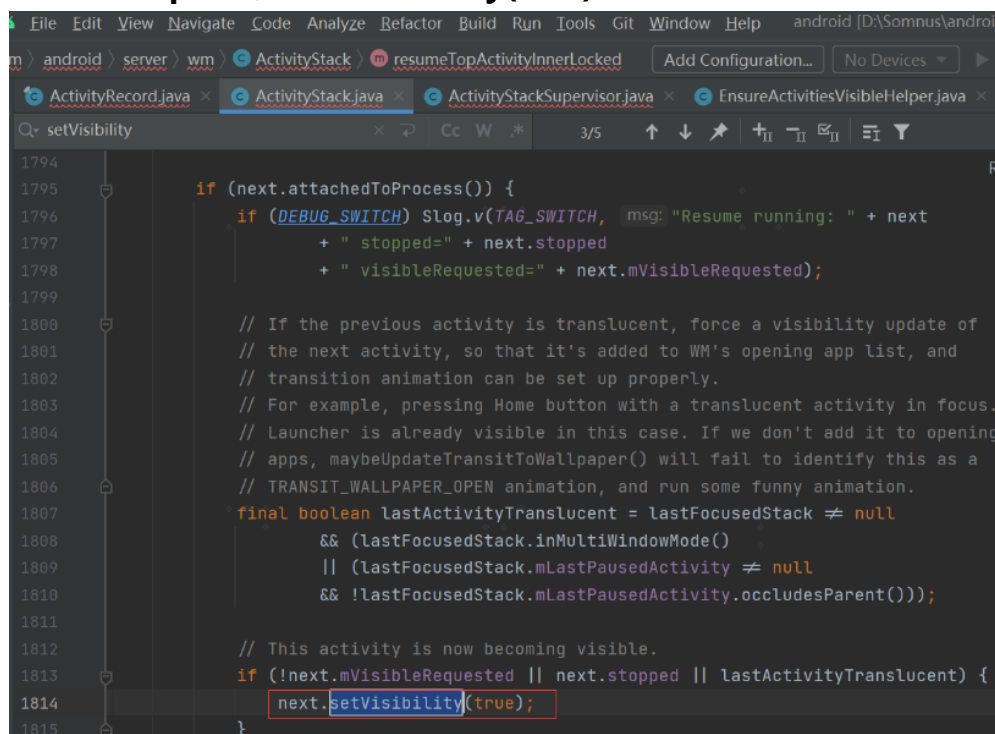 File Edit View Navigate Code Analyze Refactor Build Run Tools Git Window Help android [D:\Somnus\androi
m 〉 android 〉 server 〉 wm 〉 ActivityStack 〉 resumeTopActivityInnerLocked Add Configuration... No Devices
ActivityRecord.java × ActivityStack.java × ActivityStackSupervisor.java × EnsureActivitiesVisibleHelper.java ×
setVisibility × Cc W .* 3/5
1794
1795 if (next.attachedToProcess()) {
1796 if (DEBUG_SWITCH) Slog.v(TAG_SWITCH, msg: "Resume running: " + next
1797 + " stopped=" + next.stopped
1798 + " visibleRequested=" + next.mVisibleRequested);
1799
1800 // If the previous activity is translucent, force a visibility update of
1801 // the next activity, so that it's added to WM's opening app list, and
1802 // transition animation can be set up properly.
1803 // For example, pressing Home button with a translucent activity in focus.
1804 // Launcher is already visible in this case. If we don't add it to opening
1805 // apps, maybeUpdateTransitToWallpaper() will fail to identify this as a
1806 // TRANSIT_WALLPAPER_OPEN animation, and run some funny animation.
1807 final boolean lastActivityTranslucent = lastFocusedStack ≠ null
1808 && (lastFocusedStack.inMultiWindowMode()
1809 || (lastFocusedStack.mLastPausedActivity ≠ null
1810 && !lastFocusedStack.mLastPausedActivity.occludesParent()));
1811
1812 // This activity is now becoming visible.
1813 if (!next.mVisibleRequested || next.stopped || lastActivityTranslucent) {
1814 next.setVisibility(true);
1815 }